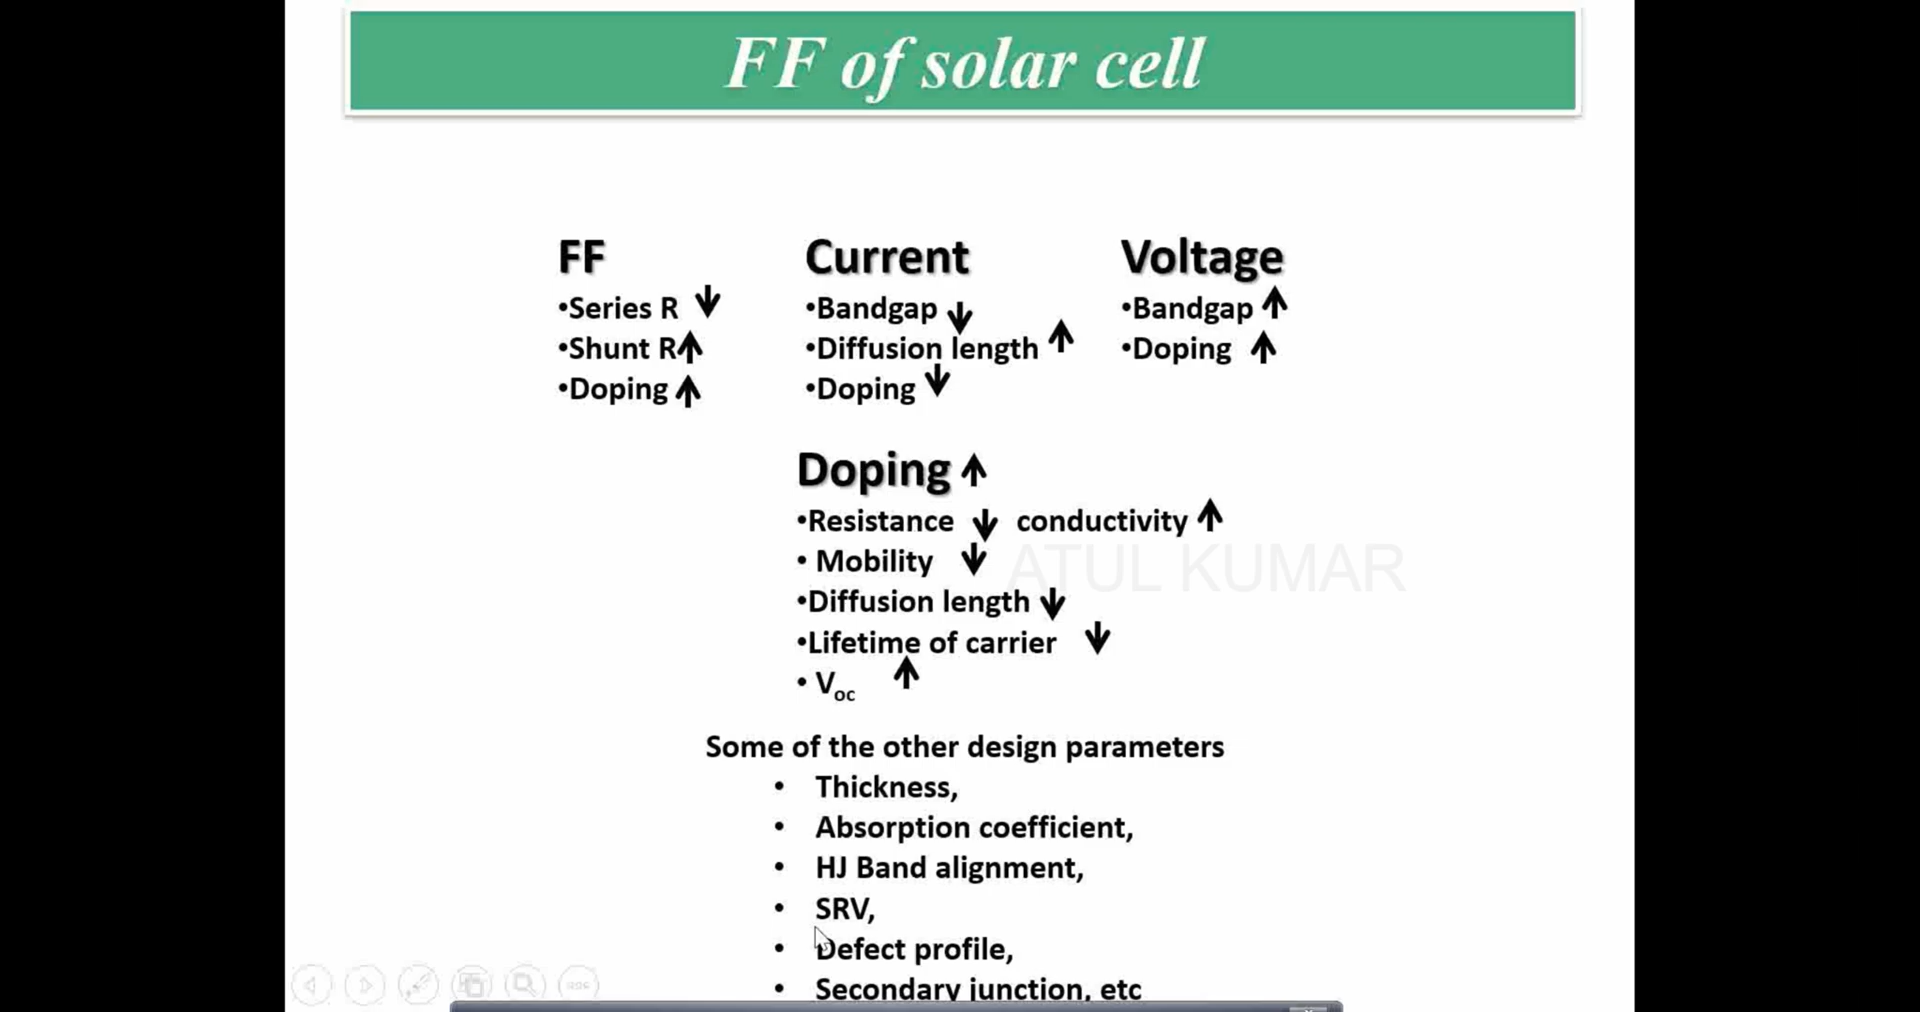 FF of solar cell
FF
•Series R ↓
•Shunt R↑
•Doping ↑
Current
•Bandgap ↓
•Diffusion length ↑
•Doping ↓
Voltage
•Bandgap ↑
•Doping ↑
Doping ↑
•Resistance ↓ conductivity ↑
• Mobility ↓
•Diffusion length ↓
•Lifetime of carrier ↓
• Voc ↑
ATUL KUMAR
Some of the other design parameters
• Thickness,
• Absorption coefficient,
• HJ Band alignment,
• SRV,
• Defect profile,
• Secondary junction, etc